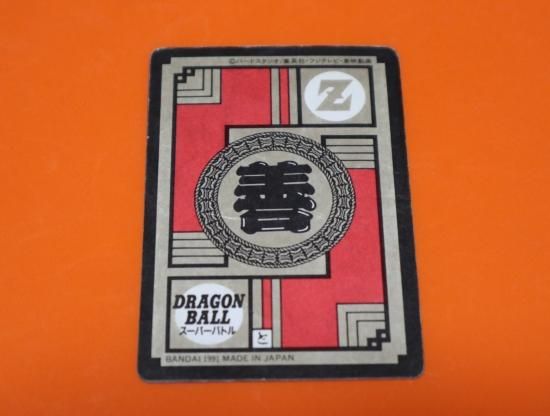 ©バードスタジオ/集英社・フジテレビ・東映動画
Z
善
DRAGON
BALL
スーパーバトル
と
BANDAI 1991 MADE IN JAPAN